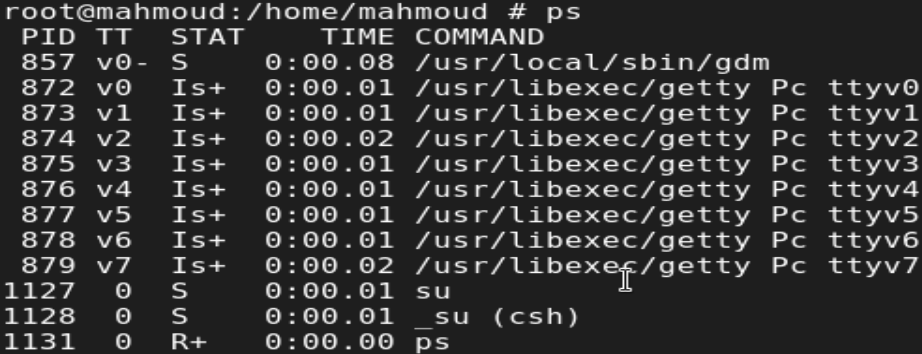 root@mahmoud:/home/mahmoud # ps
PID TT STAT TIME COMMAND
857 v0- S 0:00.08 /usr/local/sbin/gdm
872 v0 Is+ 0:00.01 /usr/libexec/getty Pc ttyv0
873 v1 Is+ 0:00.01 /usr/libexec/getty Pc ttyv1
874 v2 Is+ 0:00.02 /usr/libexec/getty Pc ttyv2
875 v3 Is+ 0:00.01 /usr/libexec/getty Pc ttyv3
876 v4 Is+ 0:00.01 /usr/libexec/getty Pc ttyv4
877 v5 Is+ 0:00.01 /usr/libexec/getty Pc ttyv5
878 v6 Is+ 0:00.01 /usr/libexec/getty Pc ttyv6
879 v7 Is+ 0:00.02 /usr/libexec/getty Pc ttyv7
1127 0 S 0:00.01 su
1128 0 S 0:00.01 _su (csh)
1131 0 R+ 0:00.00 ps